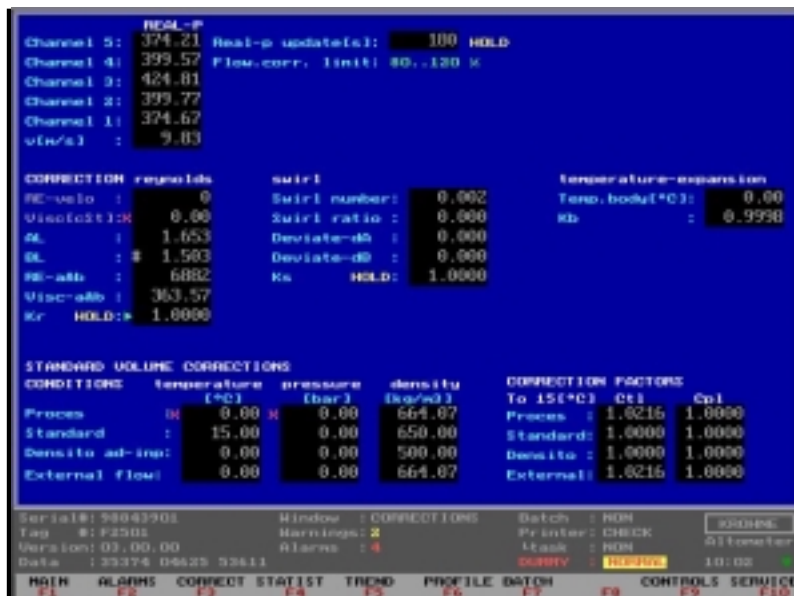 REAL-P
Channel 5: 374.21 Real-p update[s]: 180 HOLD
Channel 4: 399.57 Flow.corr. limit: 80..120 %
Channel 3: 424.81
Channel 2: 399.77
Channel 1: 374.67
v[m/s] : 9.83
CORRECTION reynolds swirl temperature-expansion
RE-velo : 0 Swirl number: 0.002 Temp.body[°C]: 0.00
Visc[cSt]:x 0.00 Swirl ratio : 0.000 Kb : 0.9998
AL : 1.653 Deviate-dA : 0.000
BL : # 1.503 Deviate-dB : 0.000
RE-aAb : 6882 Ks HOLD: 1.0000
Visc-aAb : 363.57
Kr HOLD:► 1.0000
STANDARD VOLUME CORRECTIONS
CONDITIONS temperature pressure density CORRECTION FACTORS
[°C] [bar] [kg/m3] To 15[°C] Ctl Cpl
Proces :x 0.00 x 0.00 664.07 Proces : 1.0216 1.0000
Standard : 15.00 0.00 650.00 Standard: 1.0000 1.0000
Densito ad-inp: 0.00 0.00 500.00 Densito : 1.0000 1.0000
External flow: 0.00 0.00 664.07 External: 1.0216 1.0000
Serial#: 98043901 Window : CORRECTIONS Batch : NON KROHNE
Tag #: F2501 Warnings: 2 Printer: CHECK Altometer
Version: 03.00.00 Alarms : 4 task : NON
Data : 35374 04625 53611 DUMMY : NORMAL 10:02
MAIN ALARMS CORRECT STATIST TREND PROFILE BATCH CONTROLS SERVICE
F1 F2 F3 F4 F5 F6 F7 F8 F9 F10